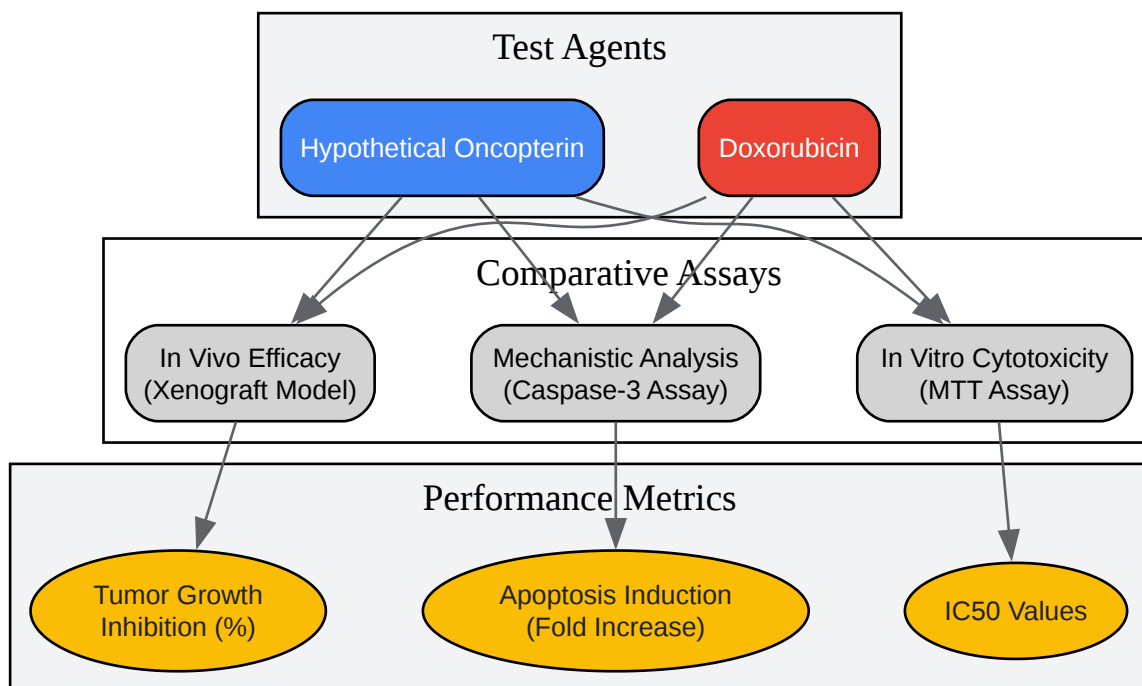 Test Agents
Hypothetical Oncopterin
Doxorubicin
Comparative Assays
In Vivo Efficacy
(Xenograft Model)
Mechanistic Analysis
(Caspase-3 Assay)
In Vitro Cytotoxicity
(MTT Assay)
Performance Metrics
Tumor Growth
Inhibition (%)
Apoptosis Induction
(Fold Increase)
IC50 Values